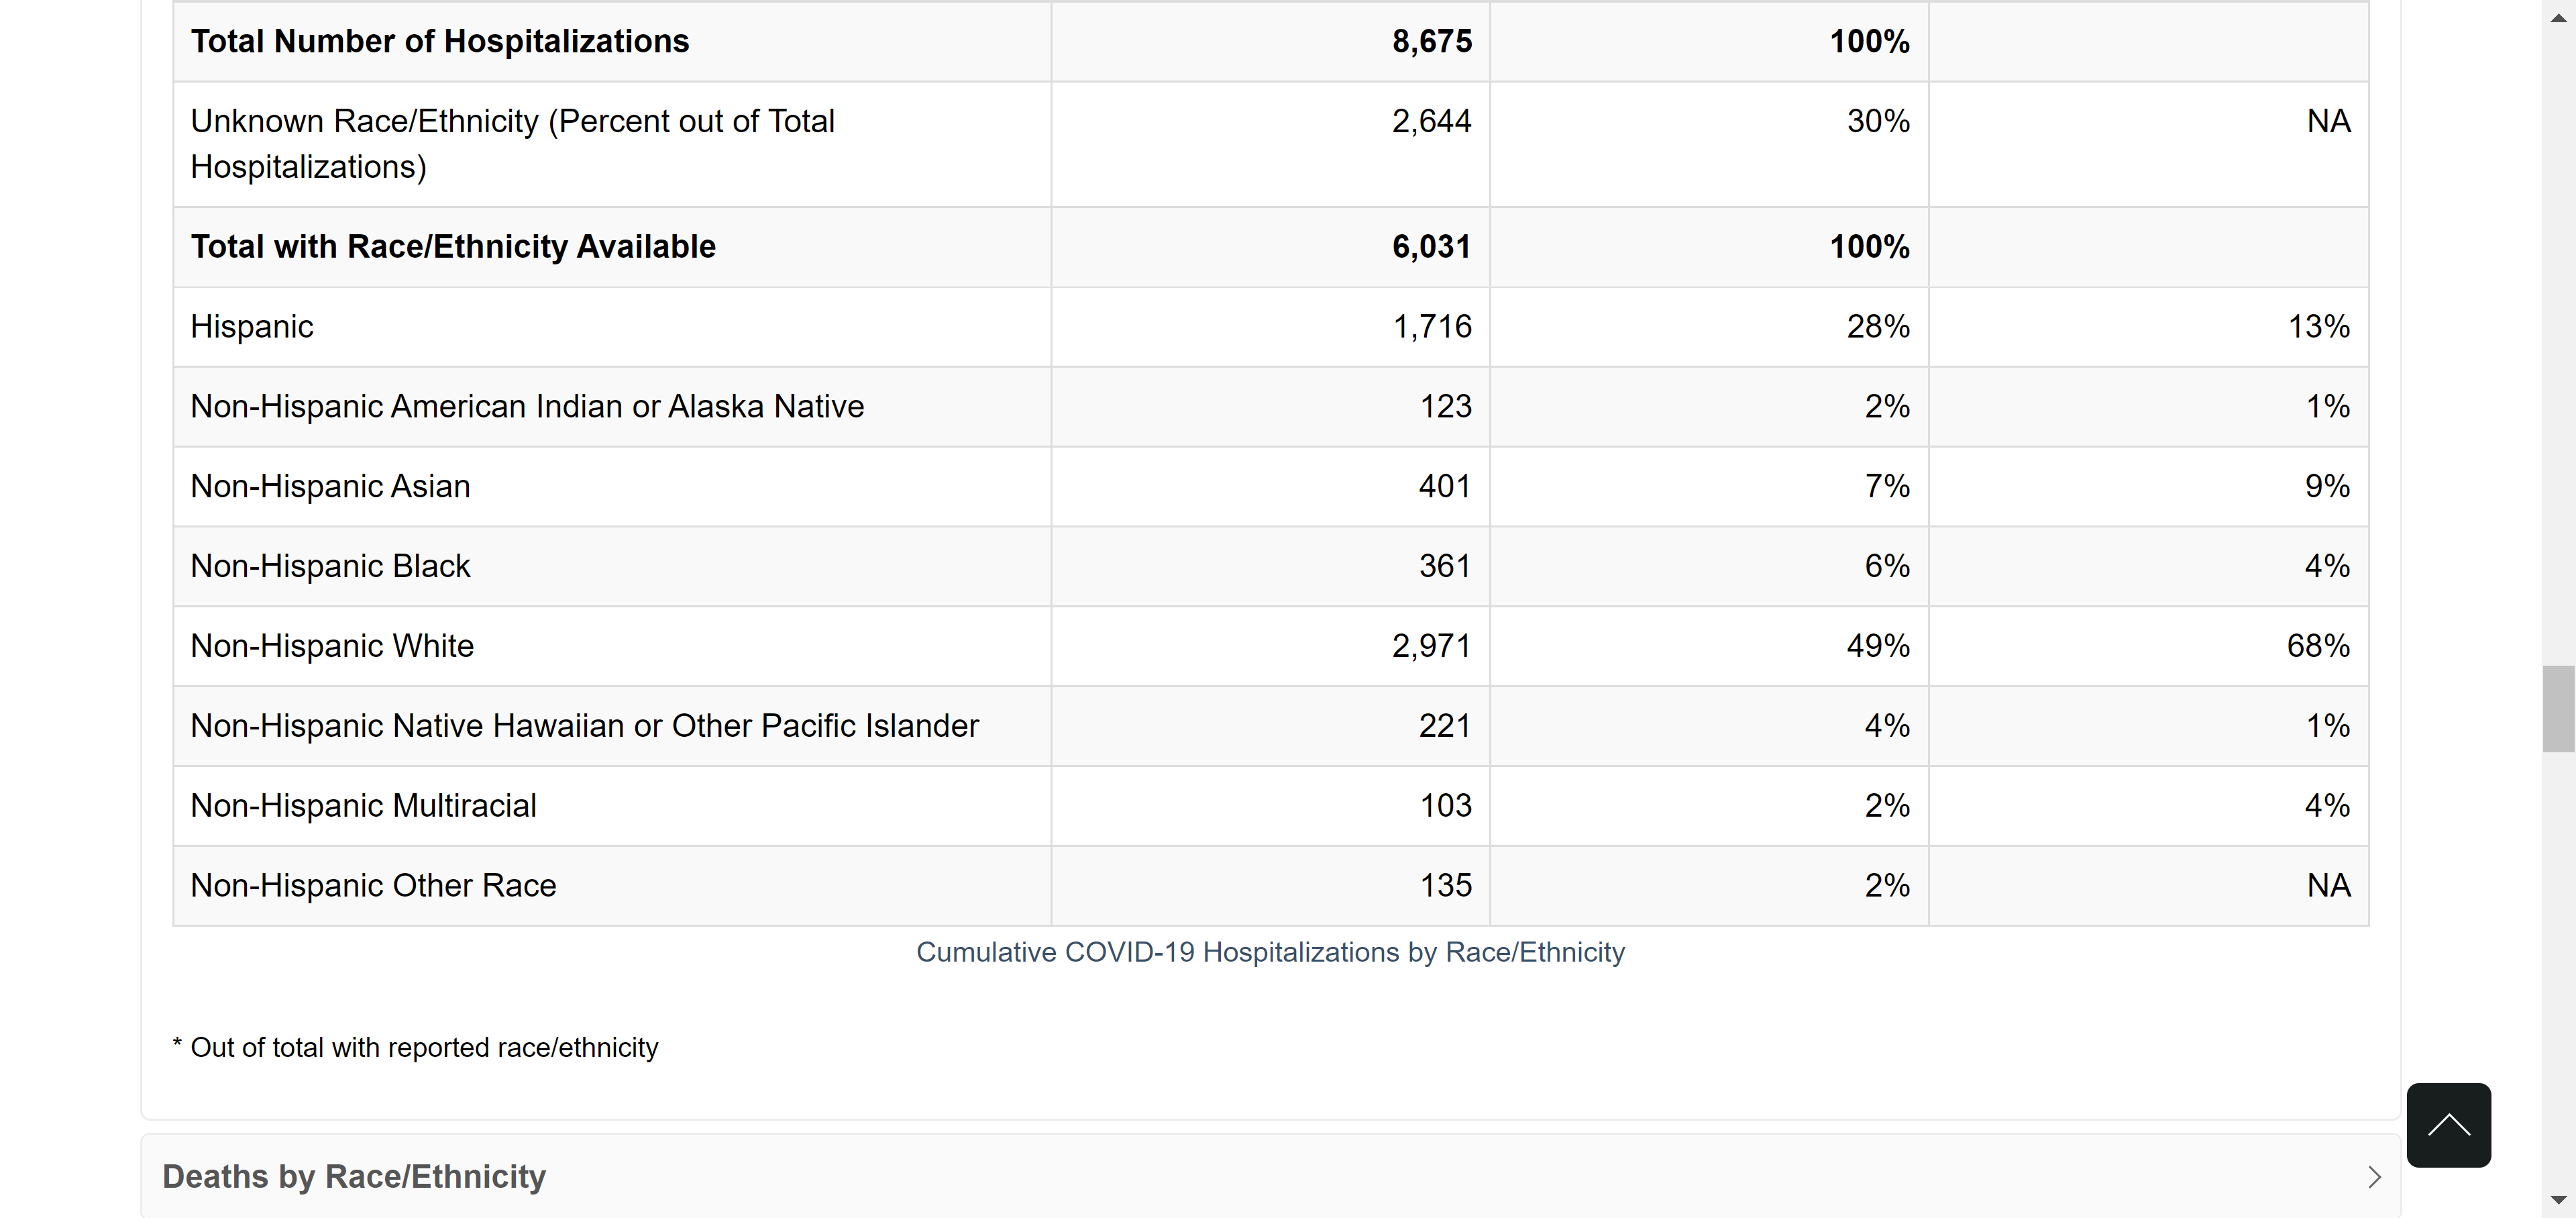 Total Number of Hospitalizations 8,675 100%
Unknown Race/Ethnicity (Percent out of Total 2,644 30% NA
Hospitalizations)
Total with Race/Ethnicity Available 6,031 100%
Hispanic 1,716 28% 13%
Non-Hispanic American Indian or Alaska Native 123 2% 1%
Non-Hispanic Asian 401 7% 9%
Non-Hispanic Black 361 6% 4%
Non-Hispanic White 2,971 49% 68%
Non-Hispanic Native Hawaiian or Other Pacific Islander 221 4% 1%
Non-Hispanic Multiracial 103 2% 4%
Non-Hispanic Other Race 135 2% NA
Cumulative COVID-19 Hospitalizations by Race/Ethnicity
* Out of total with reported race/ethnicity
Deaths by Race/Ethnicity